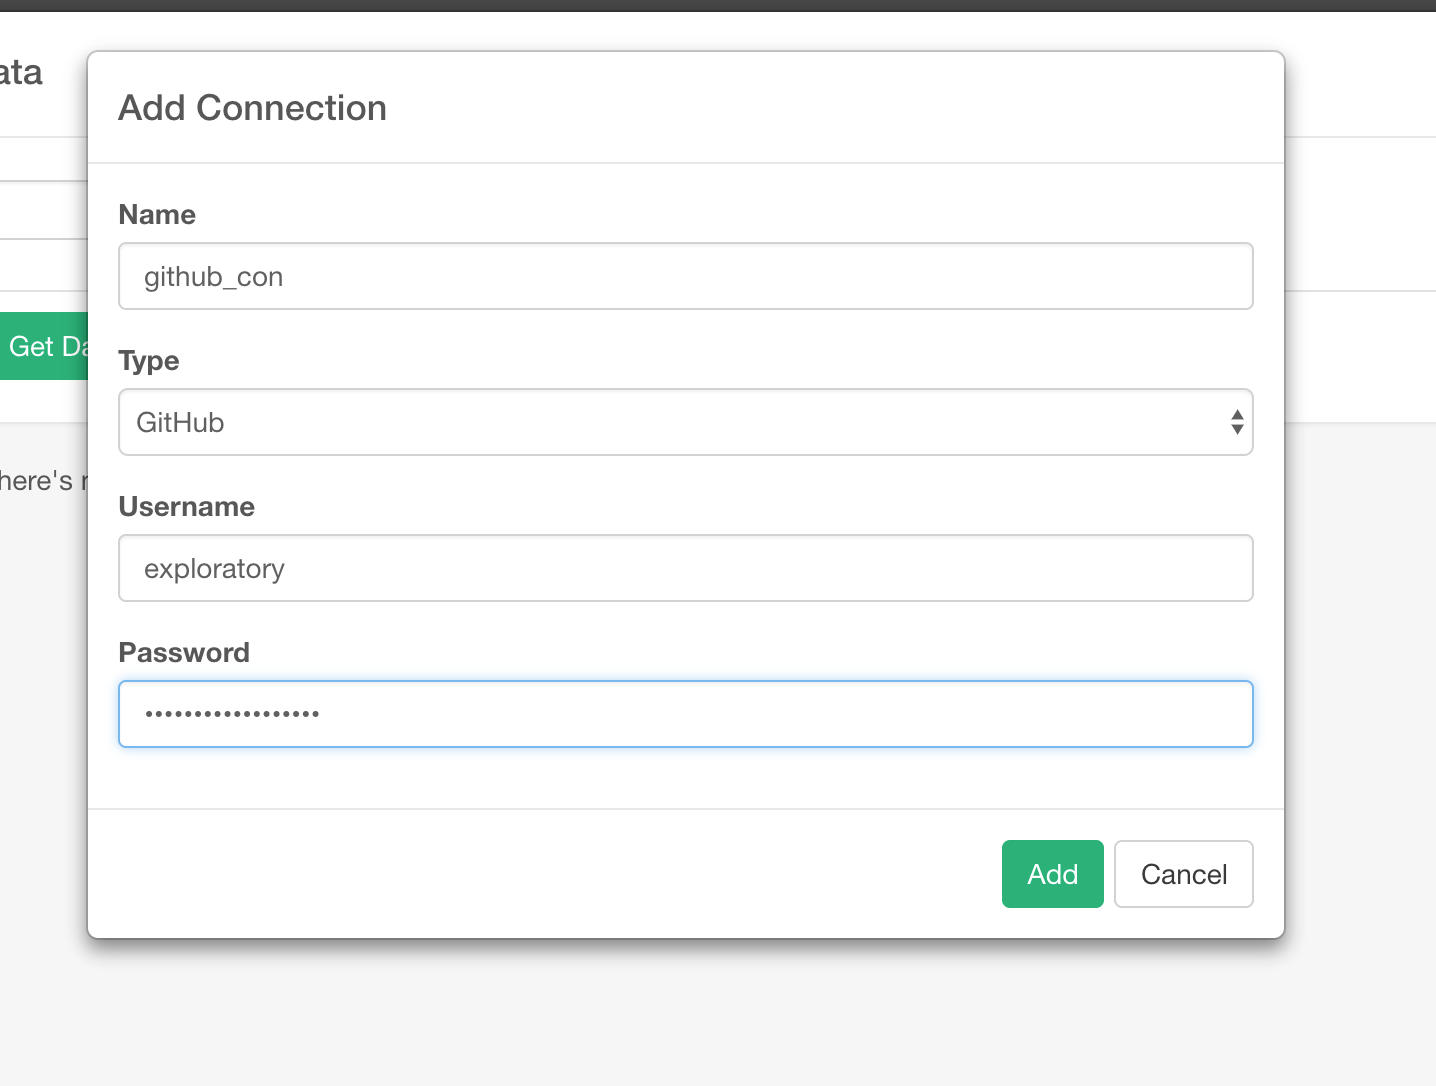 ata
Add Connection
Name
github_con
Type
Get Da
GitHub
here's
Username
exploratory
Password
••••••••••••••••••
Add Cancel